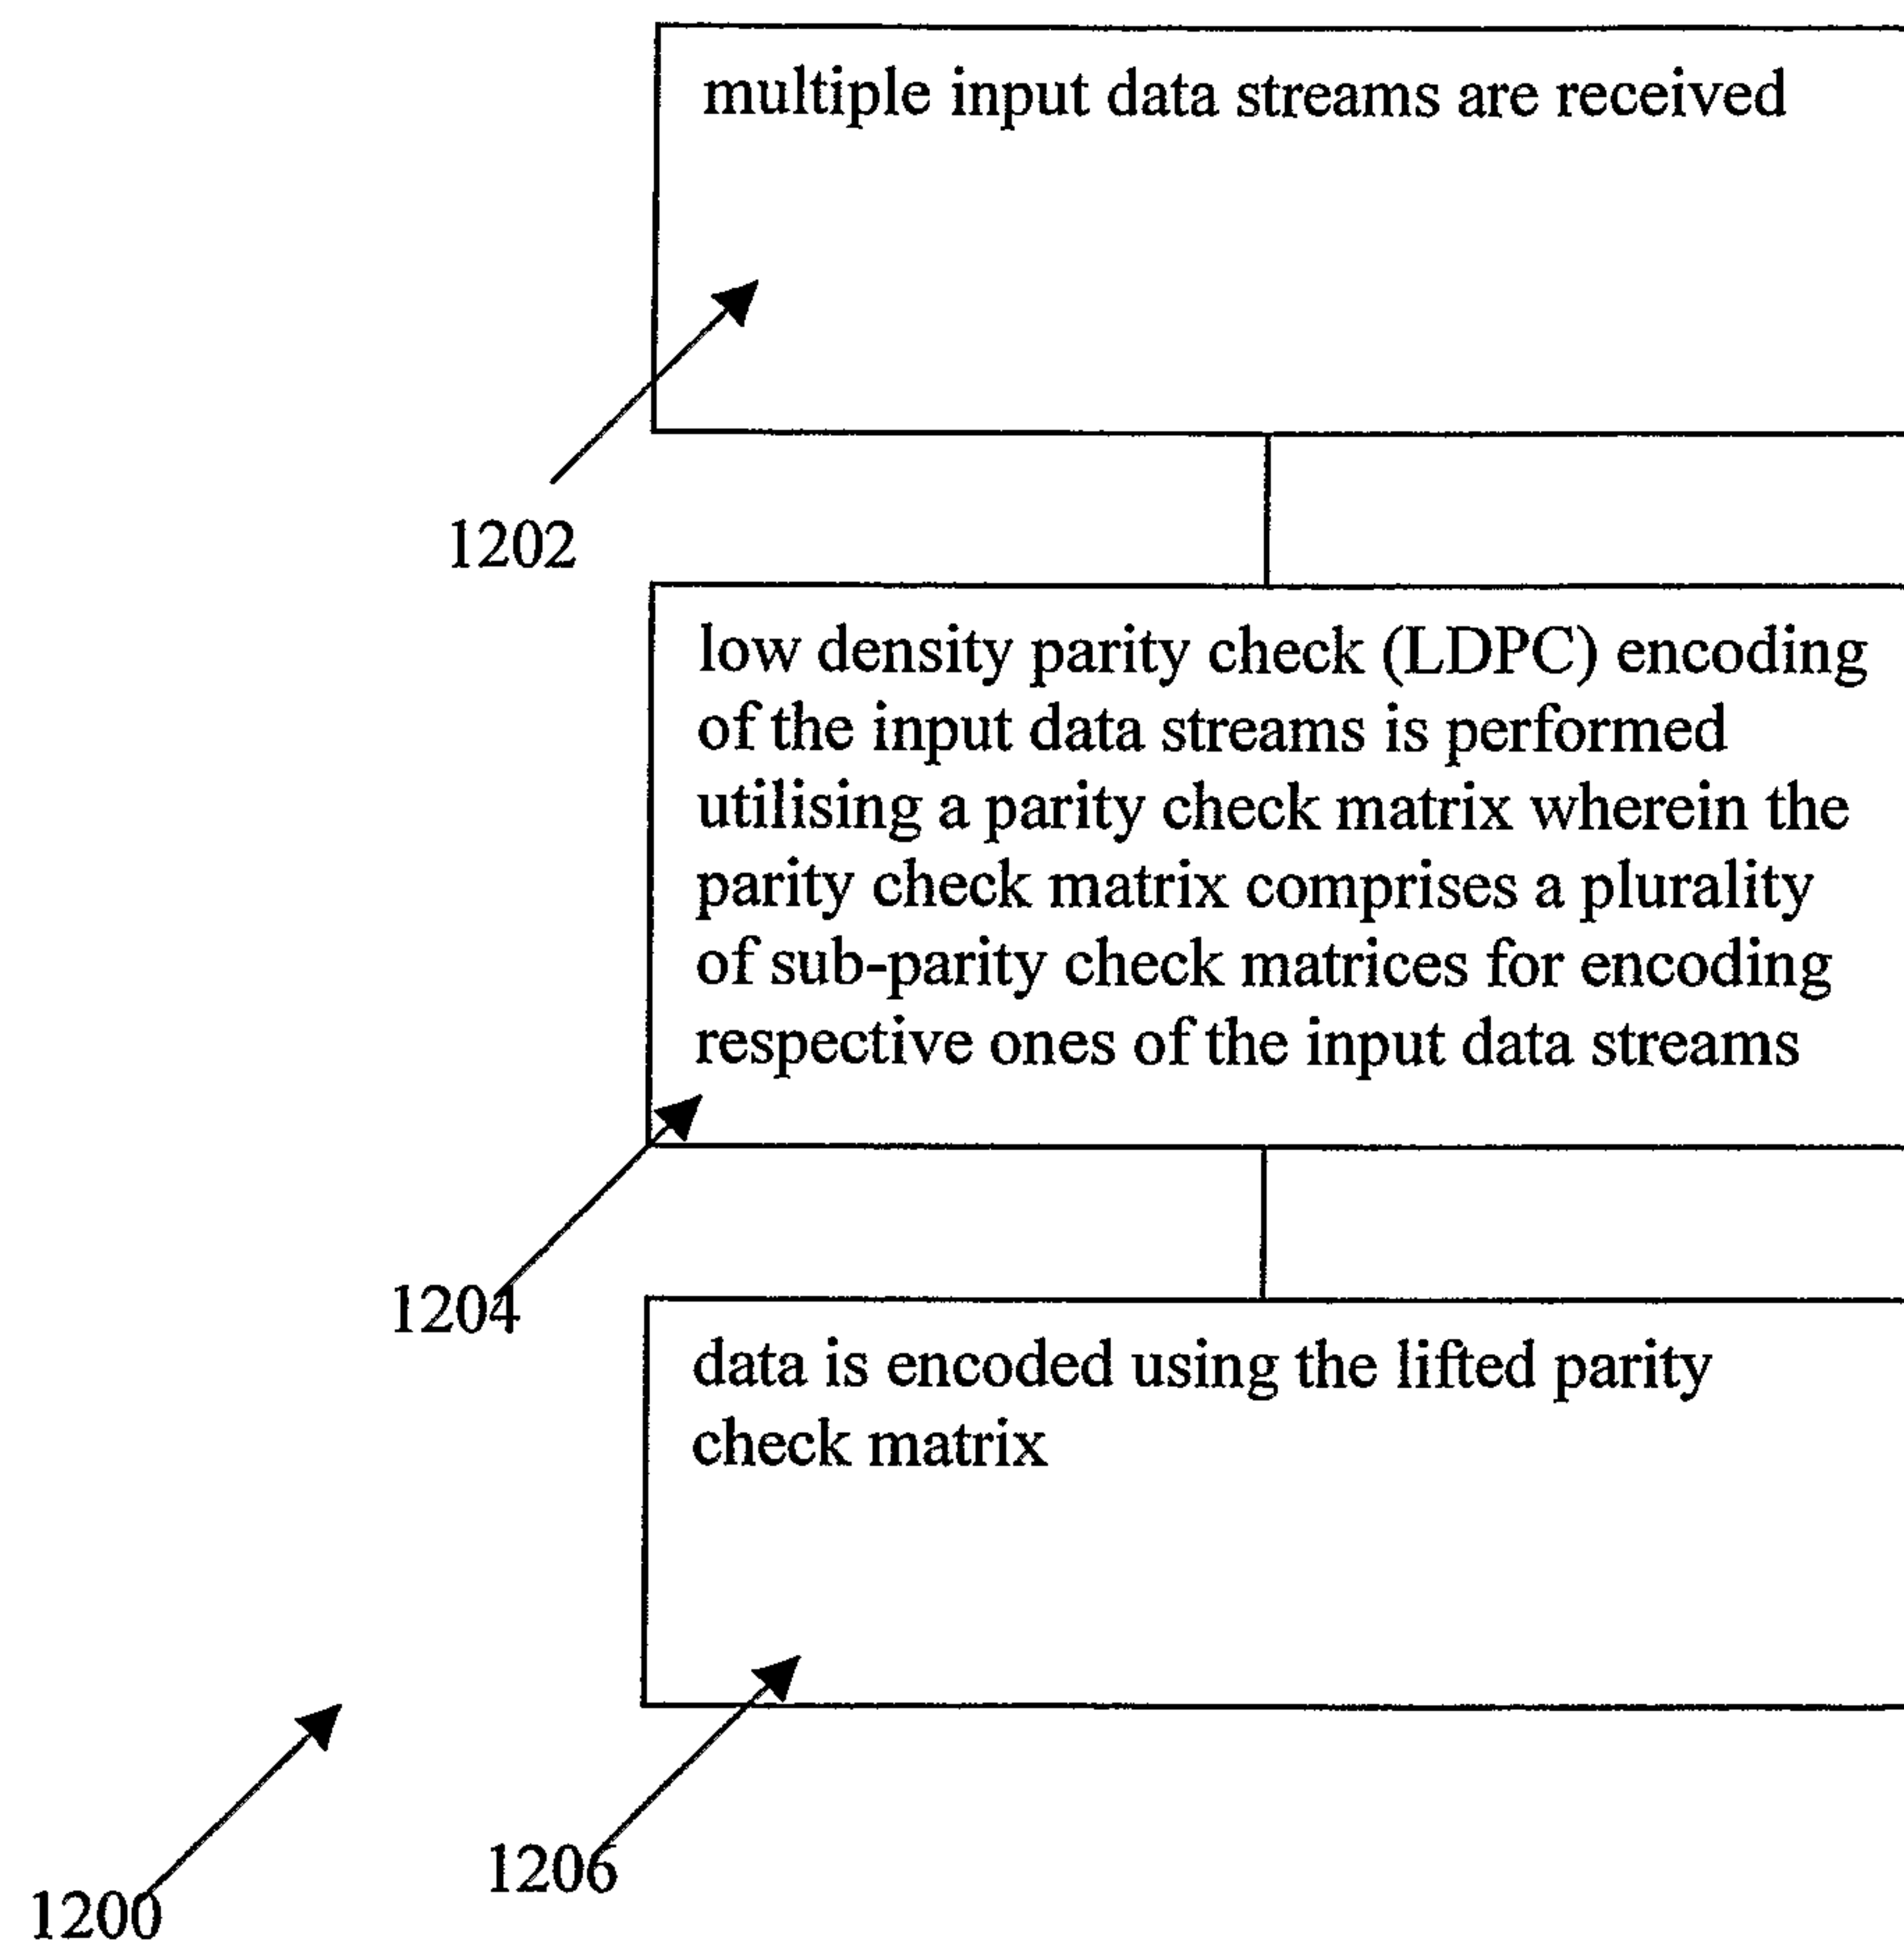 multiple input data streams are received
1202
low density parity check (LDPC) encoding
of the input data streams is performed
utilising a parity check matrix wherein the
parity check matrix comprises a plurality
of sub-parity check matrices for encoding
respective ones of the input data streams
1204
data is encoded using the lifted parity
check matrix
1206
1200